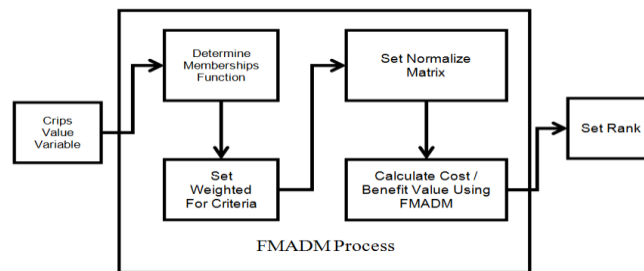 Crips
Value
Variable
Determine
Memberships
Function
Set
Weighted
For Criteria
Set Normalize
Matrix
Calculate Cost /
Benefit Value Using
FMADM
Set Rank
FMADM Process